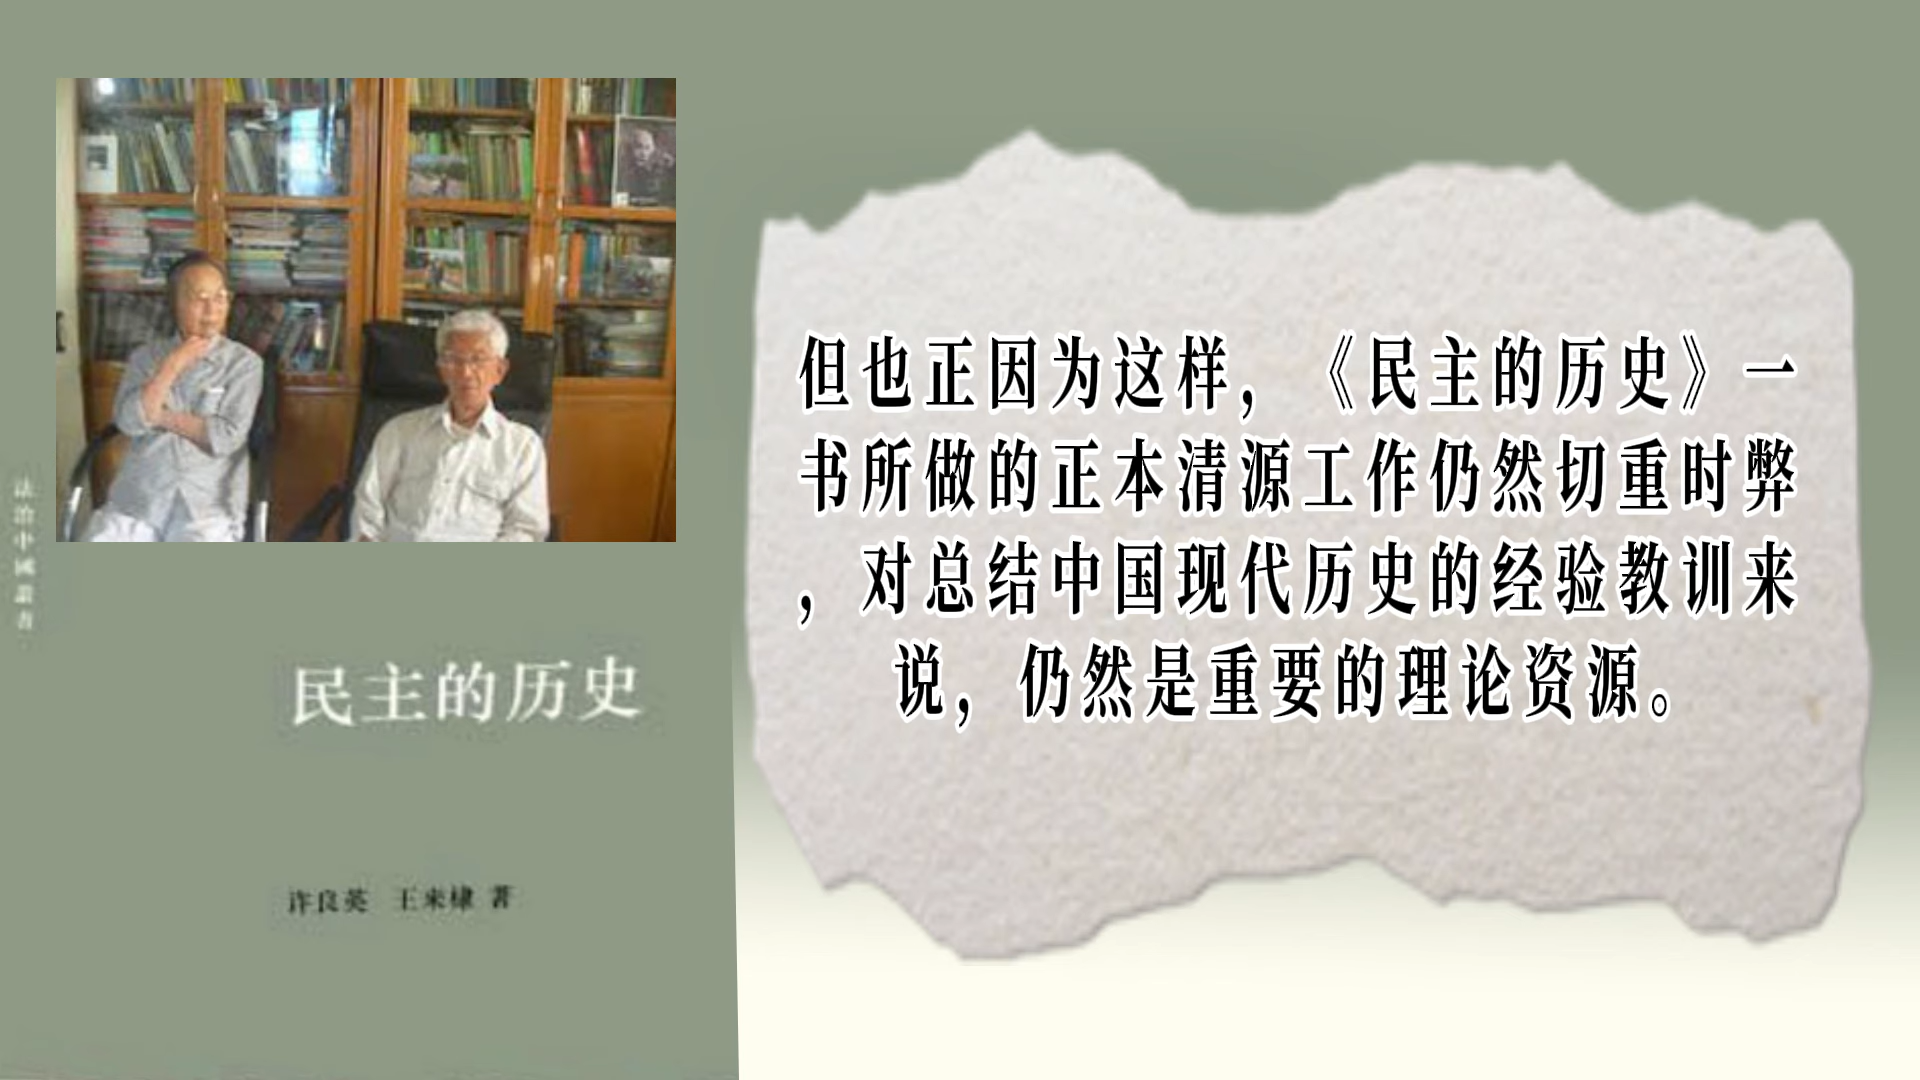 法治中國叢書
民主的历史
许良英 王来棣 著
但也正因为这样，《民主的历史》一
书所做的正本清源工作仍然切重时弊
，对总结中国现代历史的经验教训来
说，仍然是重要的理论资源。